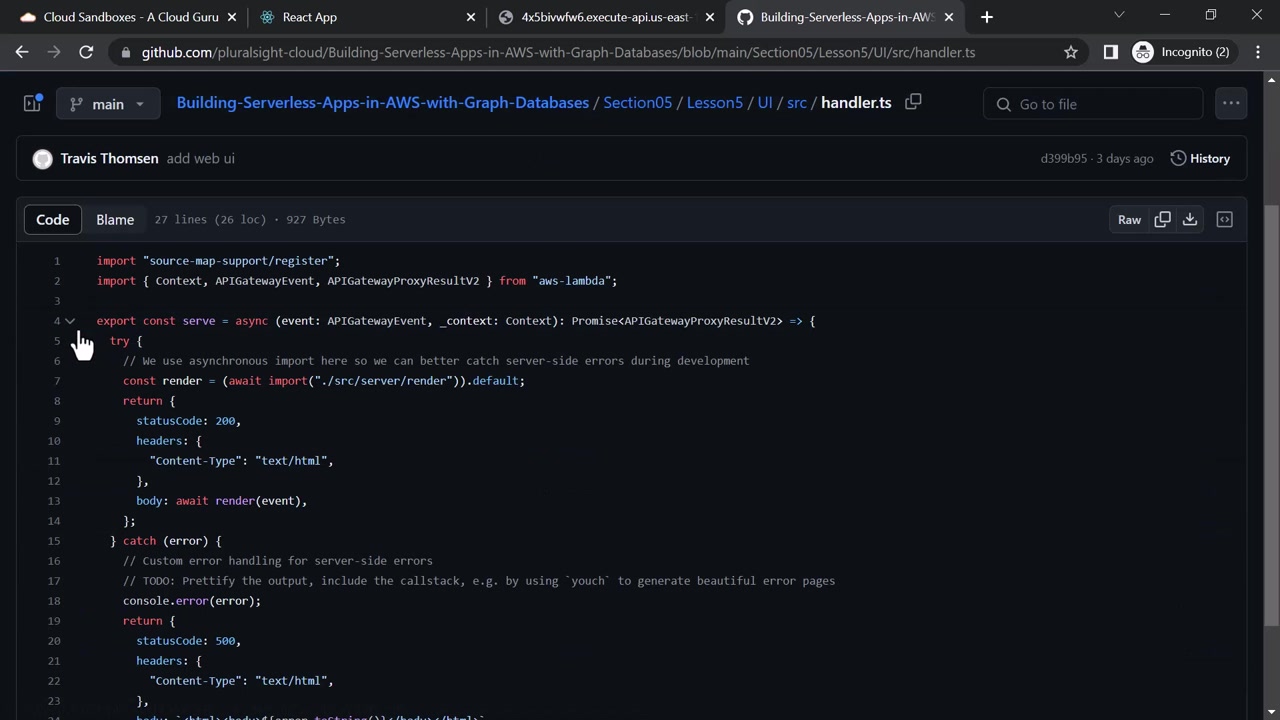 Cloud Sandboxes - A Cloud Guru
React App
4x5bivwfw6.execute-api.us-east-
Building-Serverless-Apps-in-AWS
github.com/pluralsight-cloud/Building-Serverless-Apps-in-AWS-with-Graph-Databases/blob/main/Section05/Lesson5/UI/src/handler.ts
Incognito (2)
main
Building-Serverless-Apps-in-AWS-with-Graph-Databases / Section05 / Lesson5 / UI / src / handler.ts
Go to file
Travis Thomsen add web ui
d399b95 · 3 days ago
History
Code
Blame
27 lines (26 loc) · 927 Bytes
Raw
1 import "source-map-support/register";
2 import { Context, APIGatewayEvent, APIGatewayProxyResultV2 } from "aws-lambda";
3
4 export const serve = async (event: APIGatewayEvent, _context: Context): Promise<APIGatewayProxyResultV2> => {
5 try {
6 // We use asynchronous import here so we can better catch server-side errors during development
7 const render = (await import("./src/server/render")).default;
8 return {
9 statusCode: 200,
10 headers: {
11 "Content-Type": "text/html",
12 },
13 body: await render(event),
14 };
15 } catch (error) {
16 // Custom error handling for server-side errors
17 // TODO: Prettify the output, include the callstack, e.g. by using `youch` to generate beautiful error pages
18 console.error(error);
19 return {
20 statusCode: 500,
21 headers: {
22 "Content-Type": "text/html",
23 },
24 body: `<html><body>${error.toString()}</body></html>`